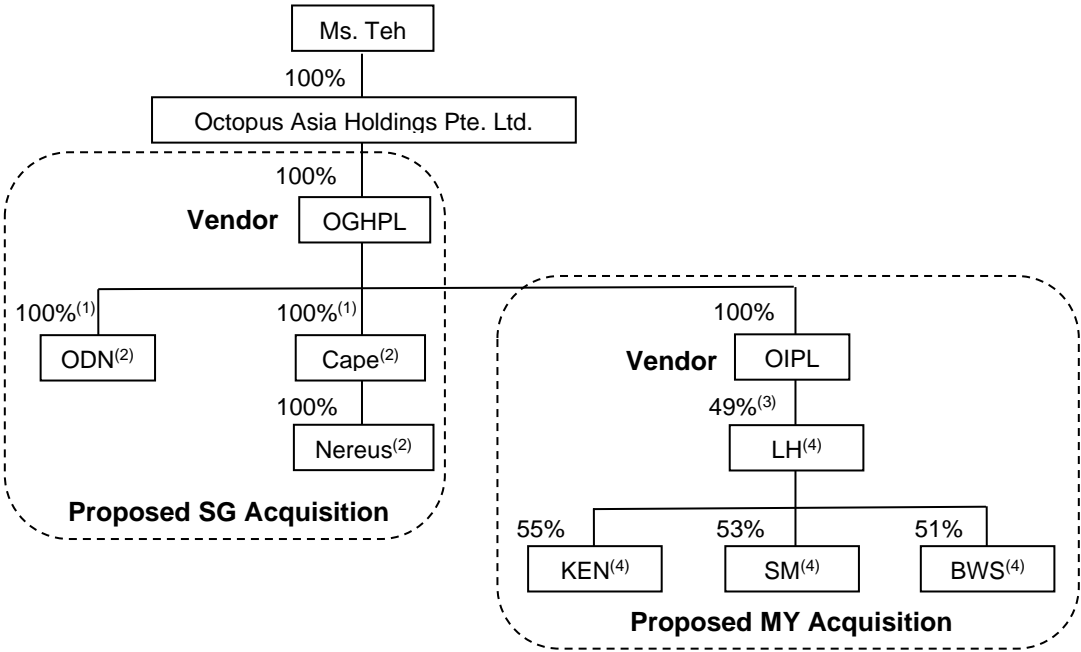 Ms. Teh
100%
Octopus Asia Holdings Pte. Ltd.
100%
Vendor OGHPL
100%(1) 100%(1) 100%
ODN(2) Cape(2) Vendor OIPL
100% 49%(3)
Nereus(2) LH(4)
Proposed SG Acquisition
55% 53% 51%
KEN(4) SM(4) BWS(4)
Proposed MY Acquisition